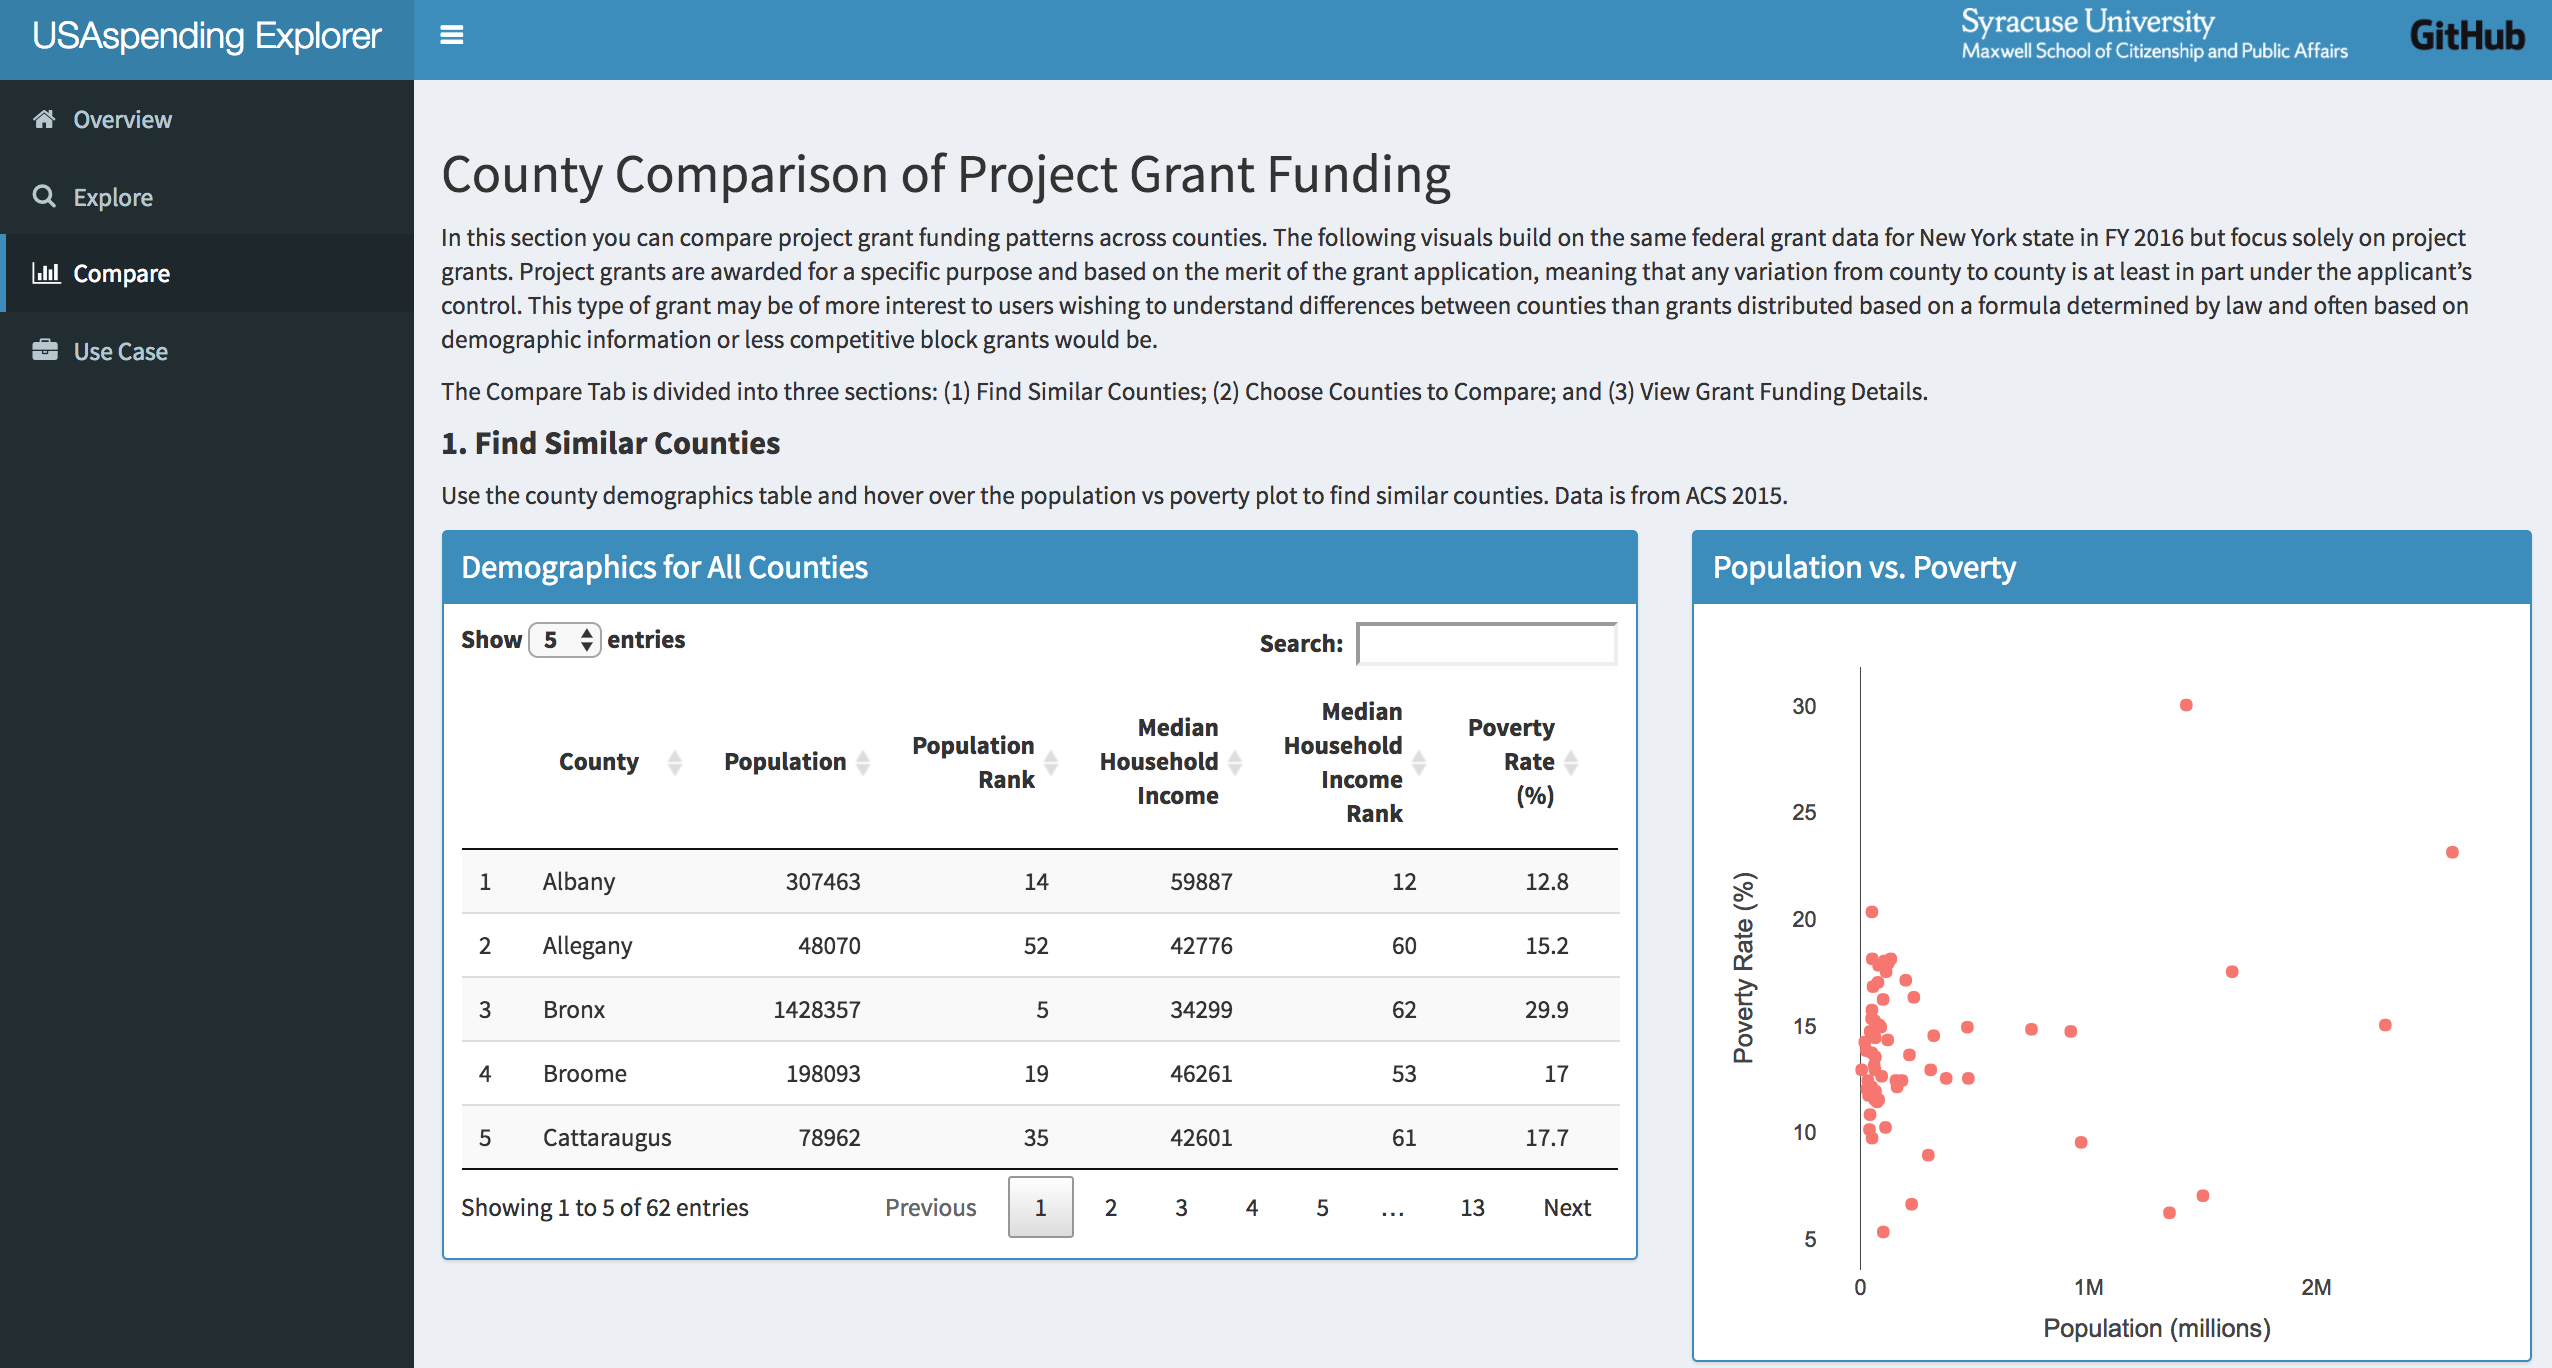 USAspending Explorer
Syracuse University
Maxwell School of Citizenship and Public Affairs
GitHub
Overview
Explore
Compare
Use Case
County Comparison of Project Grant Funding
In this section you can compare project grant funding patterns across counties. The following visuals build on the same federal grant data for New York state in FY 2016 but focus solely on project
grants. Project grants are awarded for a specific purpose and based on the merit of the grant application, meaning that any variation from county to county is at least in part under the applicant’s
control. This type of grant may be of more interest to users wishing to understand differences between counties than grants distributed based on a formula determined by law and often based on
demographic information or less competitive block grants would be.
The Compare Tab is divided into three sections: (1) Find Similar Counties; (2) Choose Counties to Compare; and (3) View Grant Funding Details.
1. Find Similar Counties
Use the county demographics table and hover over the population vs poverty plot to find similar counties. Data is from ACS 2015.
Demographics for All Counties
Show 5 entries
Search:
County Population Population Rank Median Household Income Median Household Income Rank Poverty Rate (%)
1 Albany 307463 14 59887 12 12.8
2 Allegany 48070 52 42776 60 15.2
3 Bronx 1428357 5 34299 62 29.9
4 Broome 198093 19 46261 53 17
5 Cattaraugus 78962 35 42601 61 17.7
Showing 1 to 5 of 62 entries
Previous 1 2 3 4 5 ... 13 Next
Population vs. Poverty
Poverty Rate (%)
30
25
20
15
10
5
0 1M 2M
Population (millions)